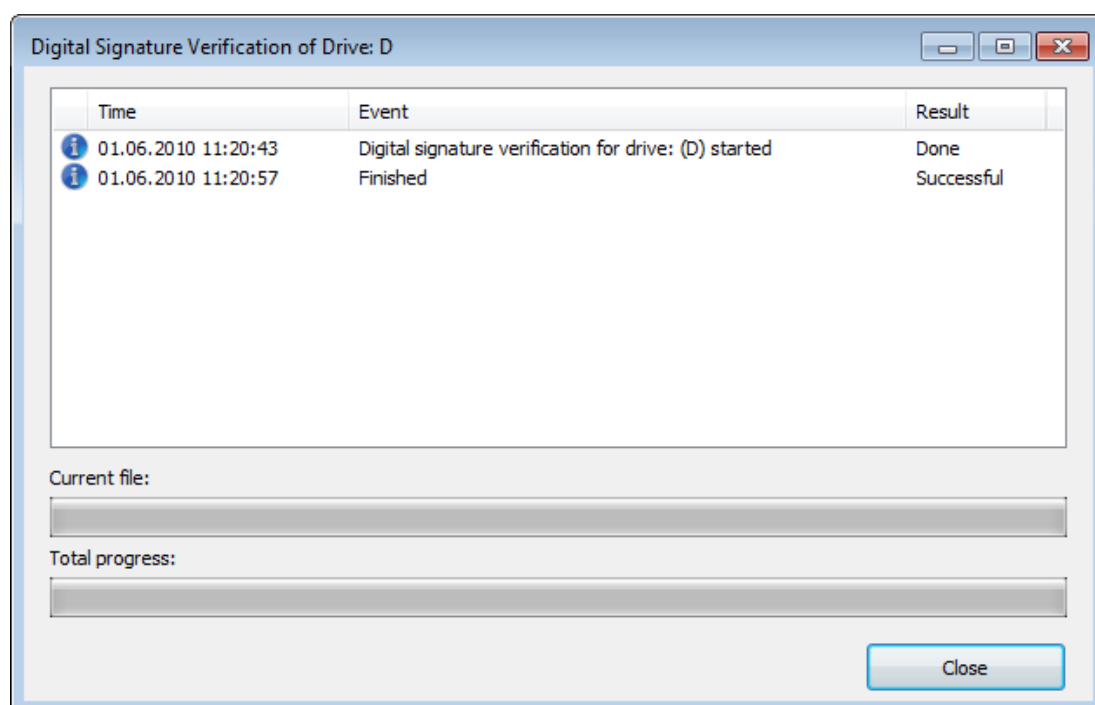 Digital Signature Verification of Drive: D
Time Event Result
01.06.2010 11:20:43 Digital signature verification for drive: (D) started Done
01.06.2010 11:20:57 Finished Successful
Current file:
Total progress:
Close